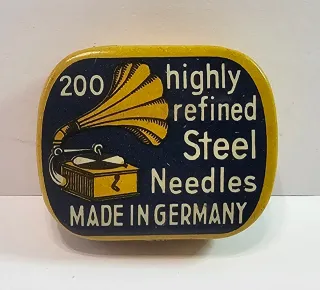 200 highly
refined
Steel
Needles
MADE IN GERMANY